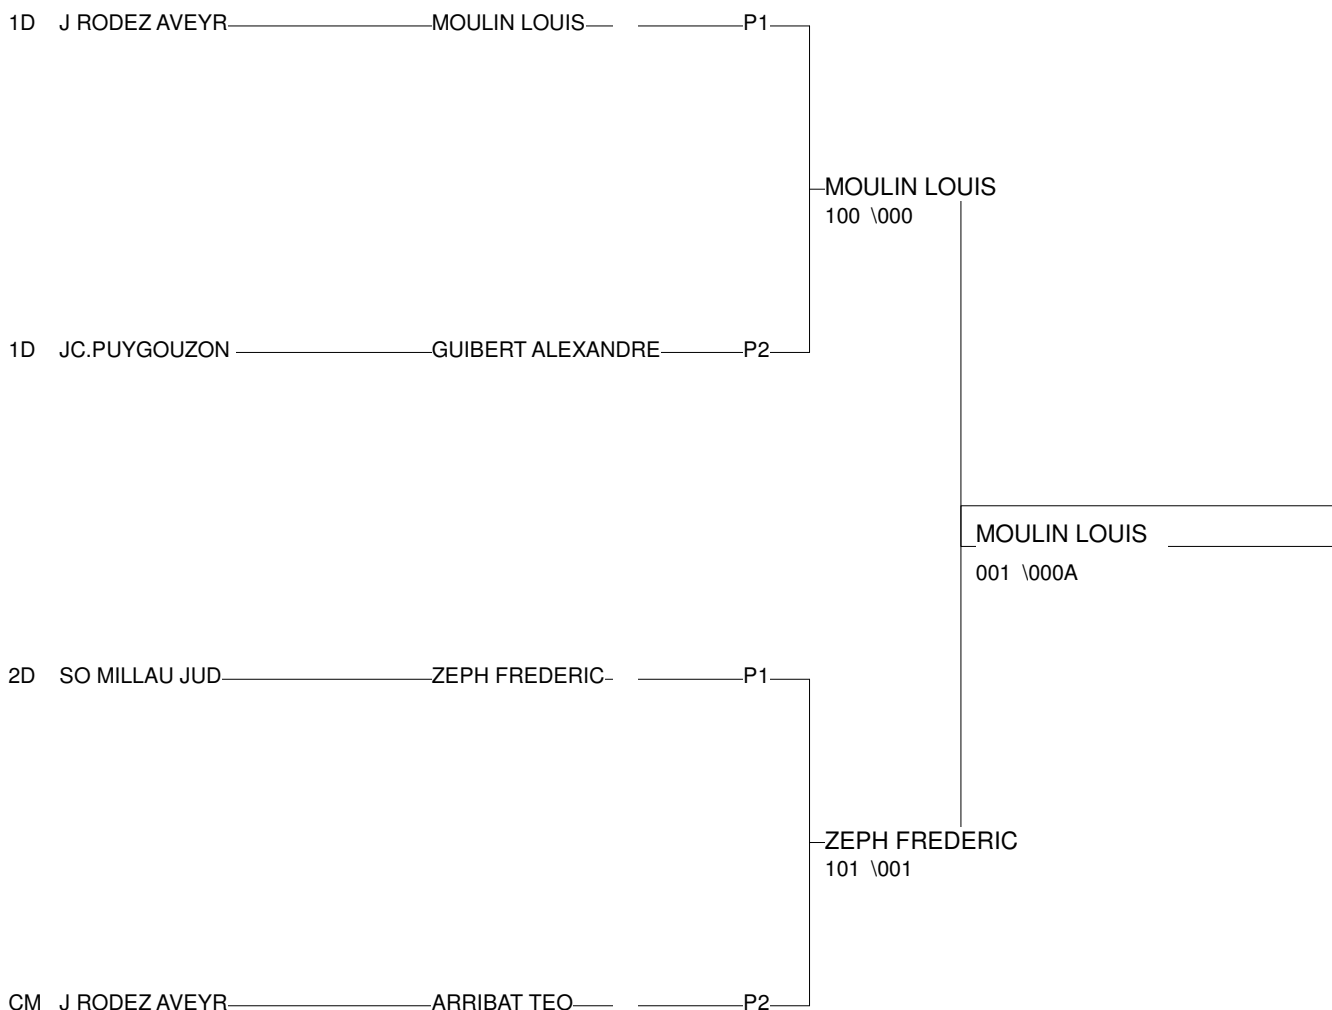 1D J RODEZ AVEYR MOULIN LOUIS P1
MOULIN LOUIS
100 \000
1D JC.PUYGOUZON GUIBERT ALEXANDRE P2
MOULIN LOUIS
001 \000A
2D SO MILLAU JUD ZEPH FREDERIC P1
ZEPH FREDERIC
101 \001
CM J RODEZ AVEYR ARRIBAT TEO P2